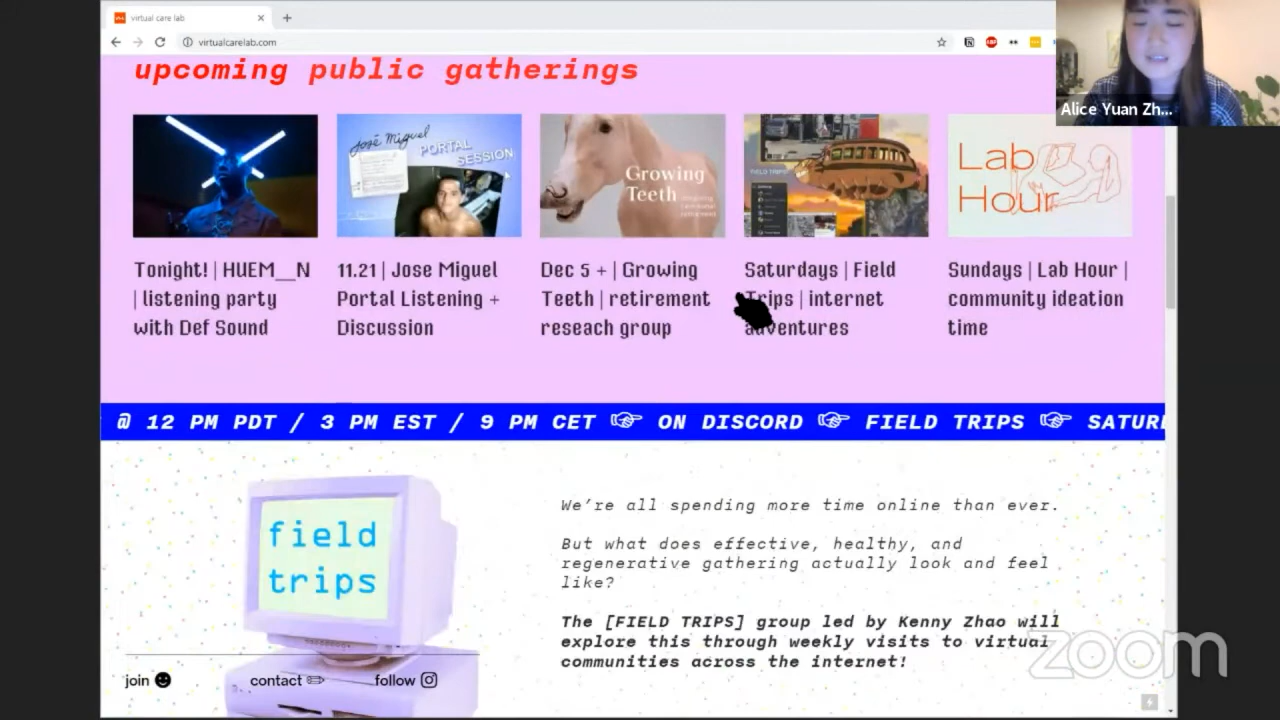 virtual care lab
virtualcarelab.com
Alice Yuan Zh...
upcoming public gatherings
José Miguel
PORTAL
SESSION
Growing
Teeth
FIELD TRIPS
Lab
Hour
Tonight! | HUEM__N
| listening party
with Def Sound
11.21 | Jose Miguel
Portal Listening +
Discussion
Dec 5 + | Growing
Teeth | retirement
reseach group
Saturdays | Field
Trips | internet
adventures
Sundays | Lab Hour |
community ideation
time
@ 12 PM PDT / 3 PM EST / 9 PM CET ON DISCORD FIELD TRIPS
field
trips
We're all spending more time online than ever.
But what does effective, healthy, and
regenerative gathering actually look and feel
like?
The [FIELD TRIPS] group led by Kenny Zhao will
explore this through weekly visits to virtual
communities across the internet!
join contact follow
zoom